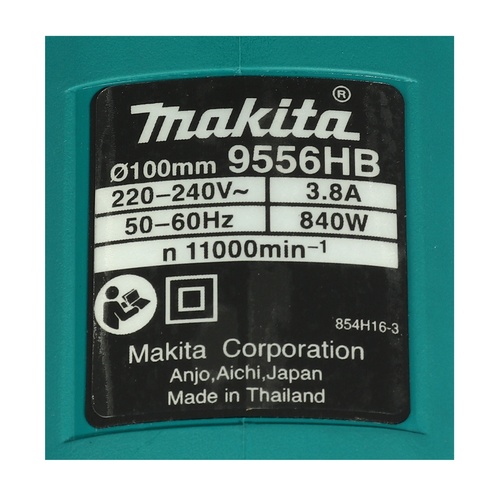 makita®
Ø100mm 9556HB
220-240V~ 3.8A
50-60Hz 840W
n 11000min⁻¹
854H16-3
Makita Corporation
Anjo,Aichi,Japan
Made in Thailand